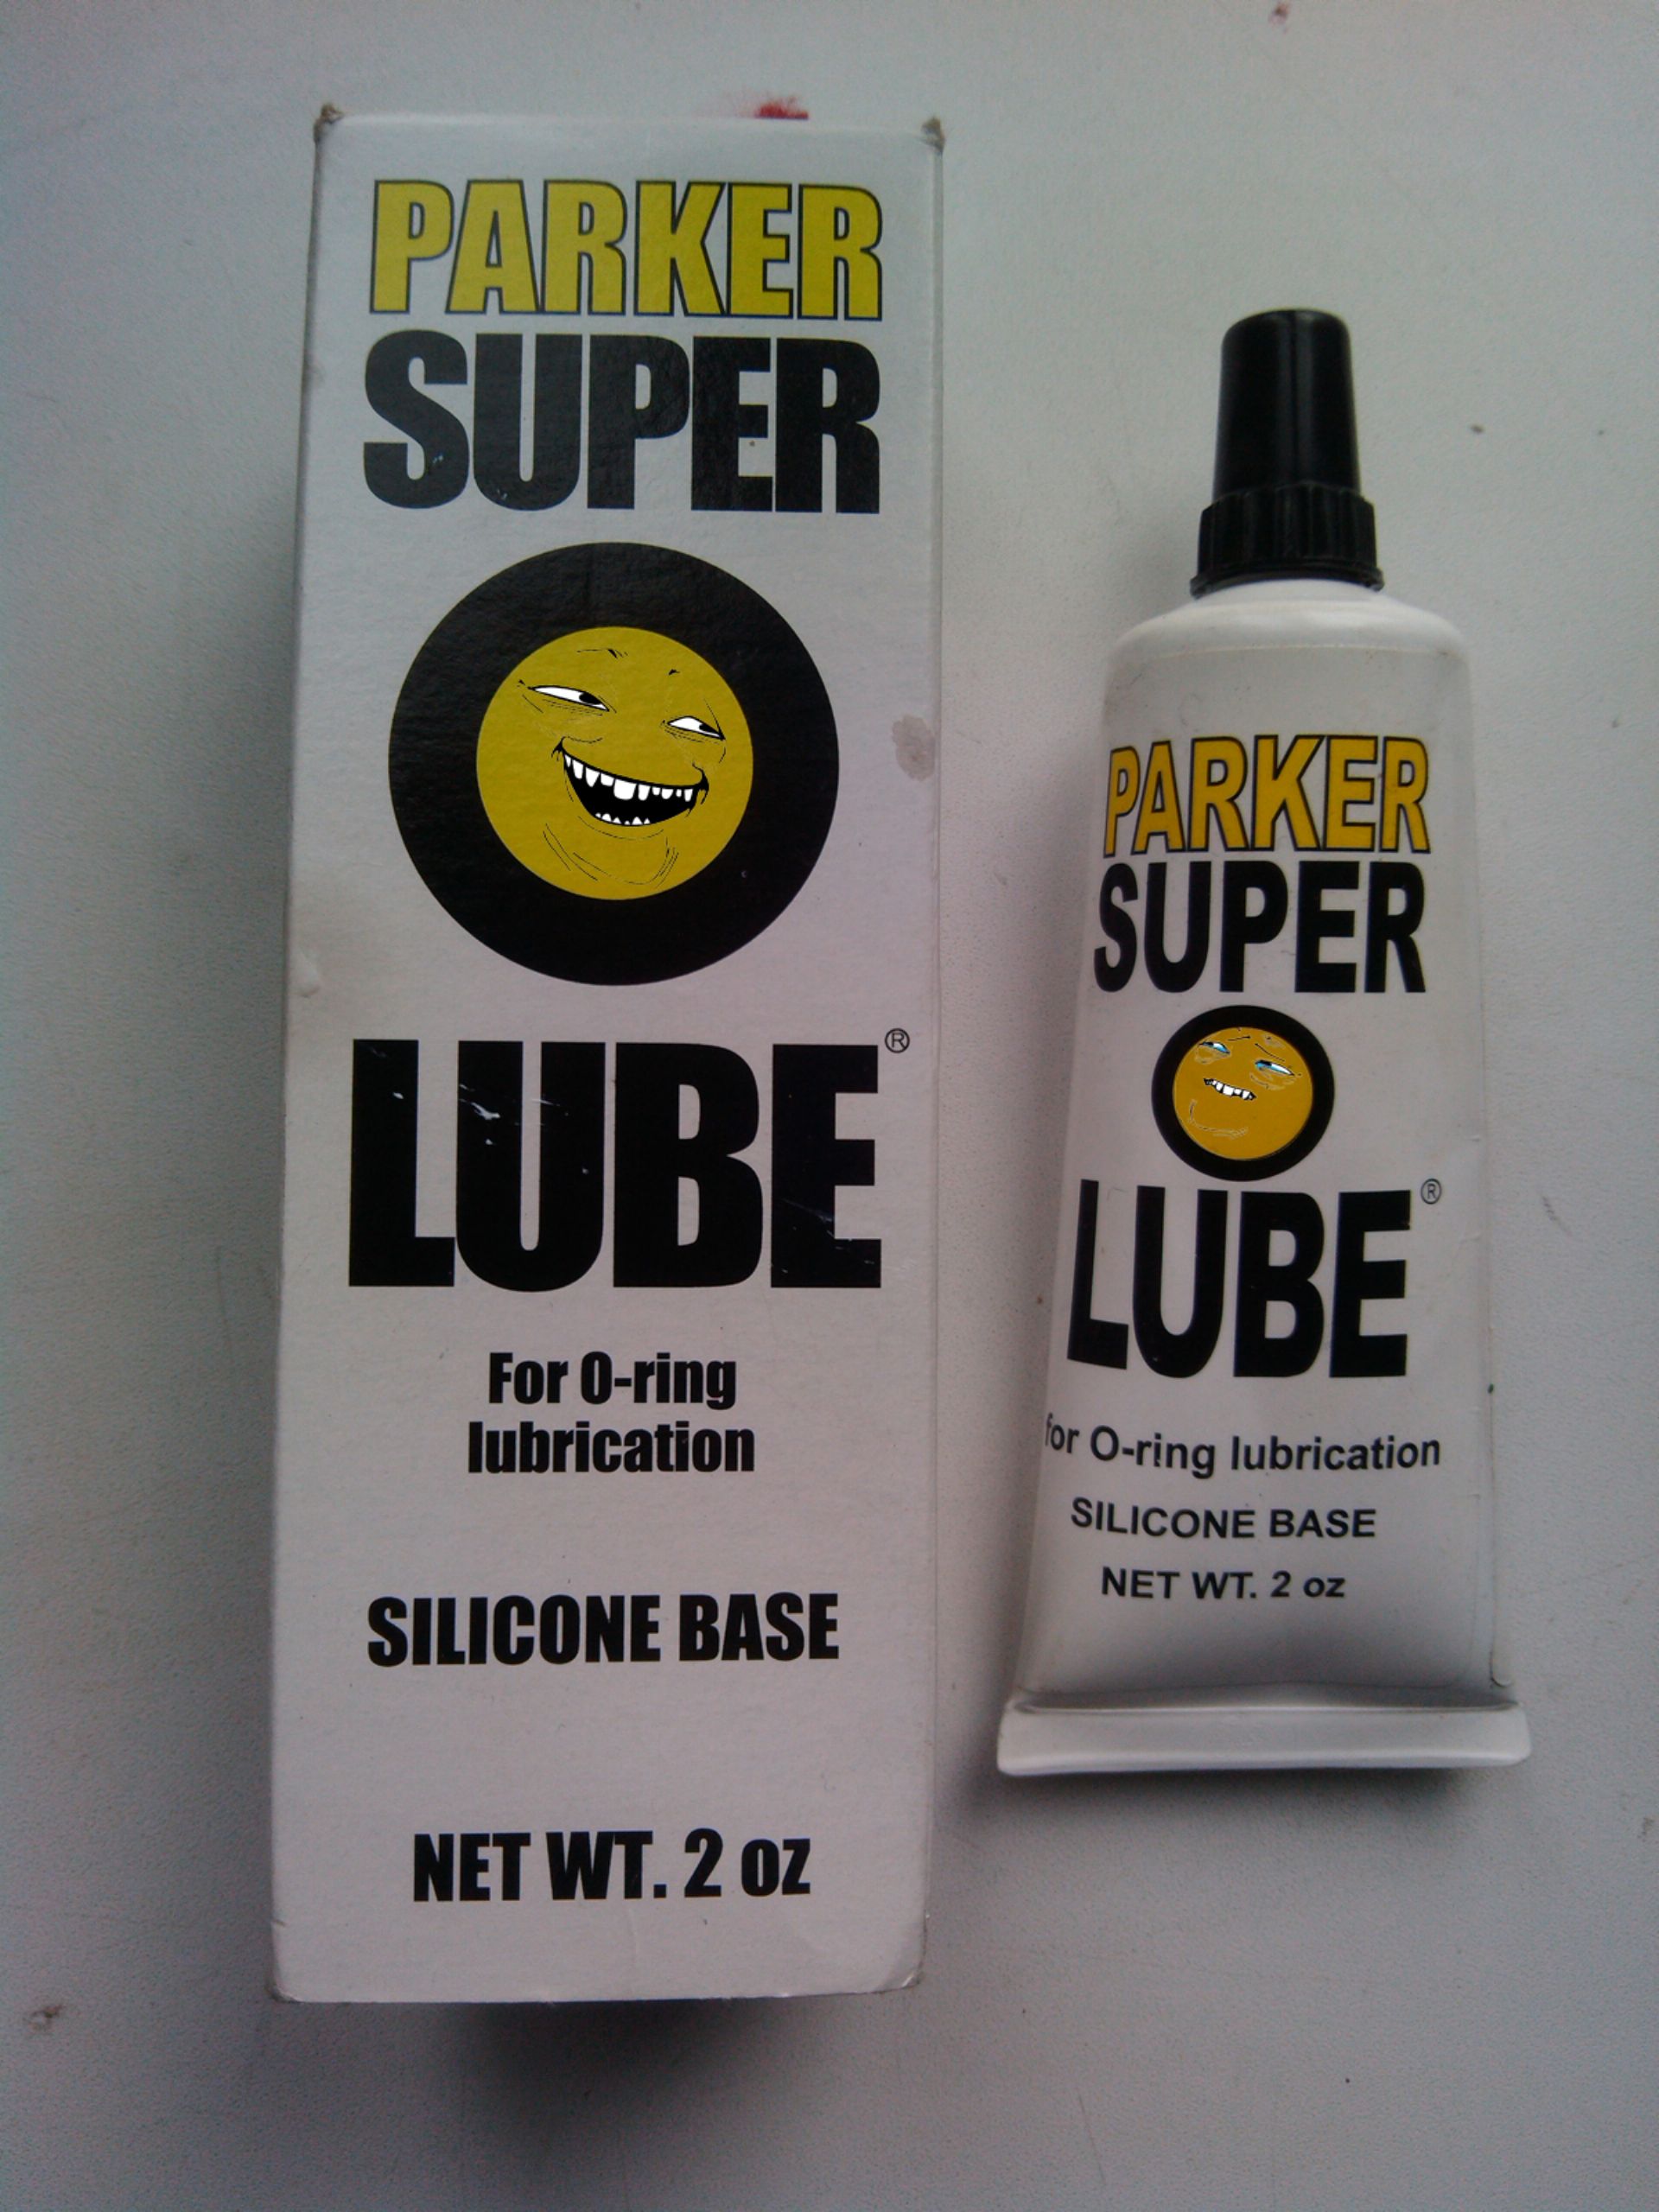 PARKER
SUPER
LUBE®
For O-ring
lubrication
SILICONE BASE
NET WT. 2 oz
PARKER
SUPER
LUBE®
for O-ring lubrication
SILICONE BASE
NET WT. 2 oz